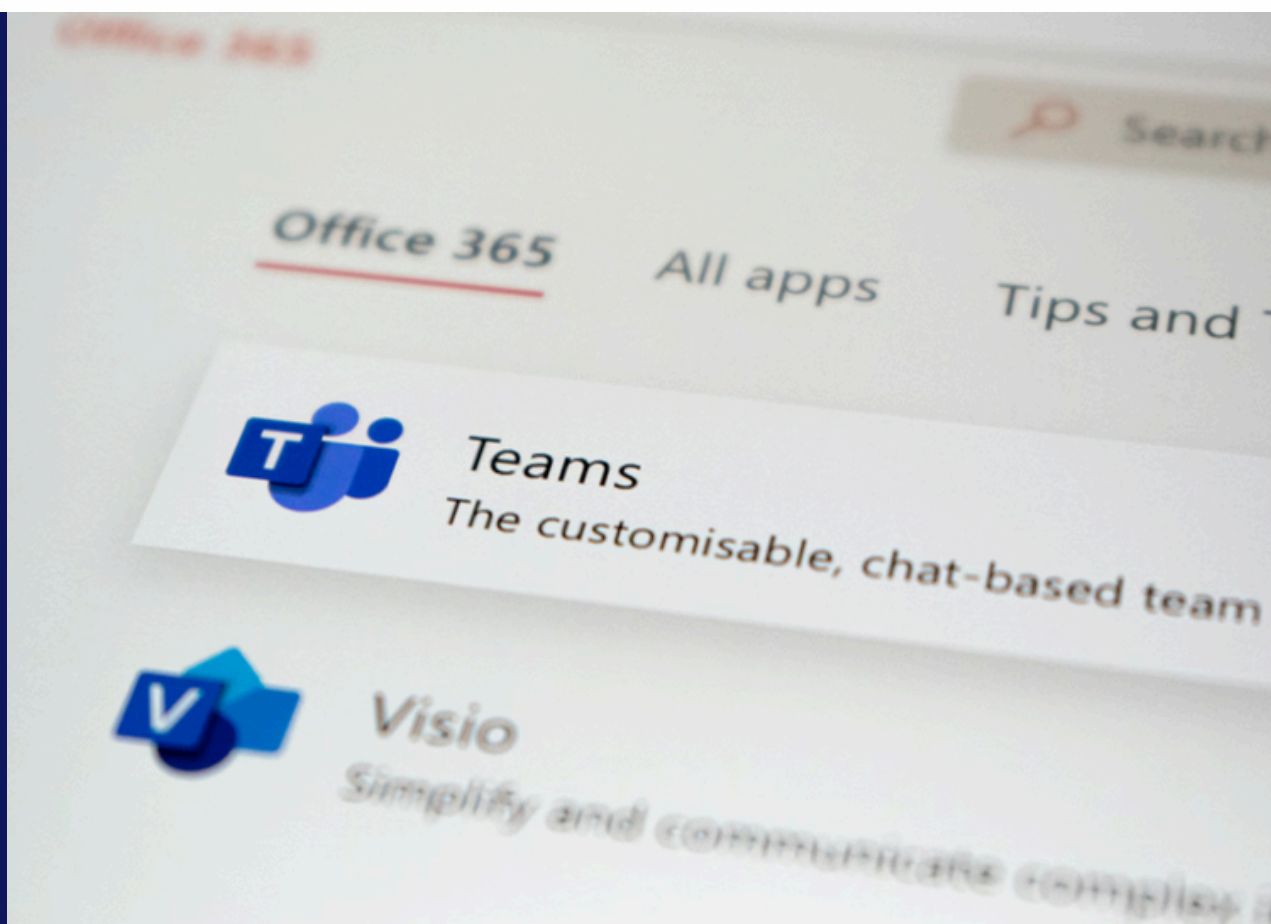 Office 365
Search
Office 365 All apps Tips and
T
Teams
The customisable, chat-based team
V
Visio
Simplify and communicate complex